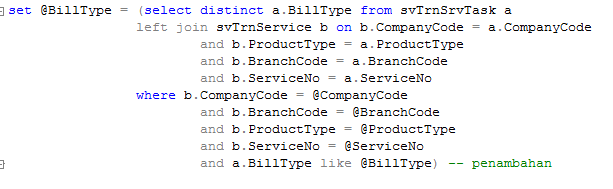 set @BillType = (select distinct a.BillType from svTrnSrvTask a
left join svTrnService b on b.CompanyCode = a.CompanyCode
and b.ProductType = a.ProductType
and b.BranchCode = a.BranchCode
and b.ServiceNo = a.ServiceNo
where b.CompanyCode = @CompanyCode
and b.BranchCode = @BranchCode
and b.ProductType = @ProductType
and b.ServiceNo = @ServiceNo
and a.BillType like @BillType) -- penambahan